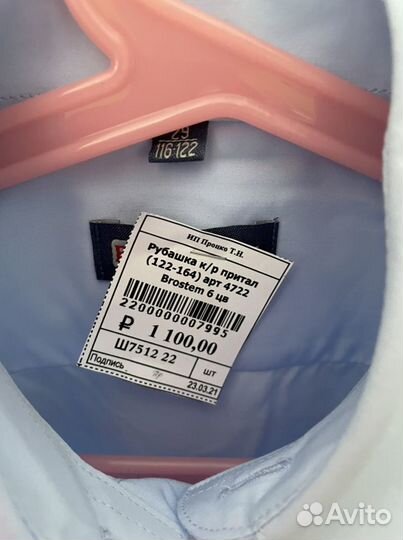 29
116:122
ИП Процко Т.Н.
Рубашка к/р притал
(122-164) арт 4722
Brostem 6 цв
2200000007995
₽ 1 100,00
Ш7512 22
шт
Подпись
23.03.21
Avito